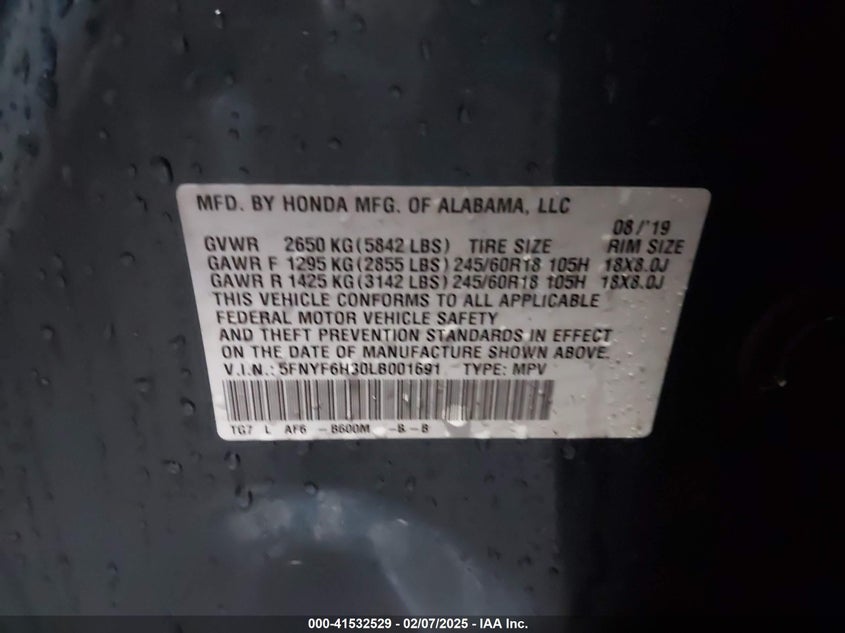 MFD. BY HONDA MFG. OF ALABAMA, LLC
08/'19
GVWR 2650 KG (5842 LBS) TIRE SIZE RIM SIZE
GAWR F 1295 KG (2855 LBS) 245/60R18 105H 18X8.0J
GAWR R 1425 KG (3142 LBS) 245/60R18 105H 18X8.0J
THIS VEHICLE CONFORMS TO ALL APPLICABLE
FEDERAL MOTOR VEHICLE SAFETY
AND THEFT PREVENTION STANDARDS IN EFFECT
ON THE DATE OF MANUFACTURE SHOWN ABOVE.
V.I.N.: 5FNYF6H30LB001691 TYPE: MPV
TG7 L AF6 -B600M -B-B
000-41532529 - 02/07/2025 - IAA Inc.